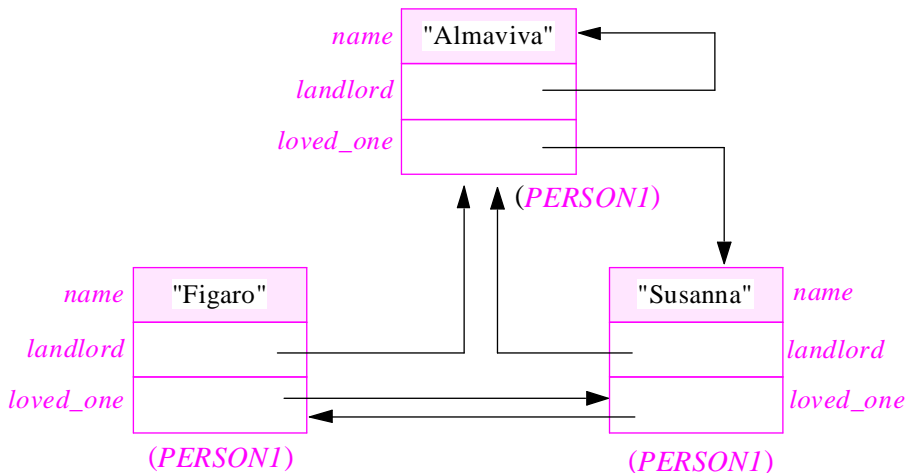 name "Almaviva"
landlord
loved_one
(PERSON1)
name "Figaro"
landlord
loved_one
(PERSON1)
"Susanna" name
landlord
loved_one
(PERSON1)